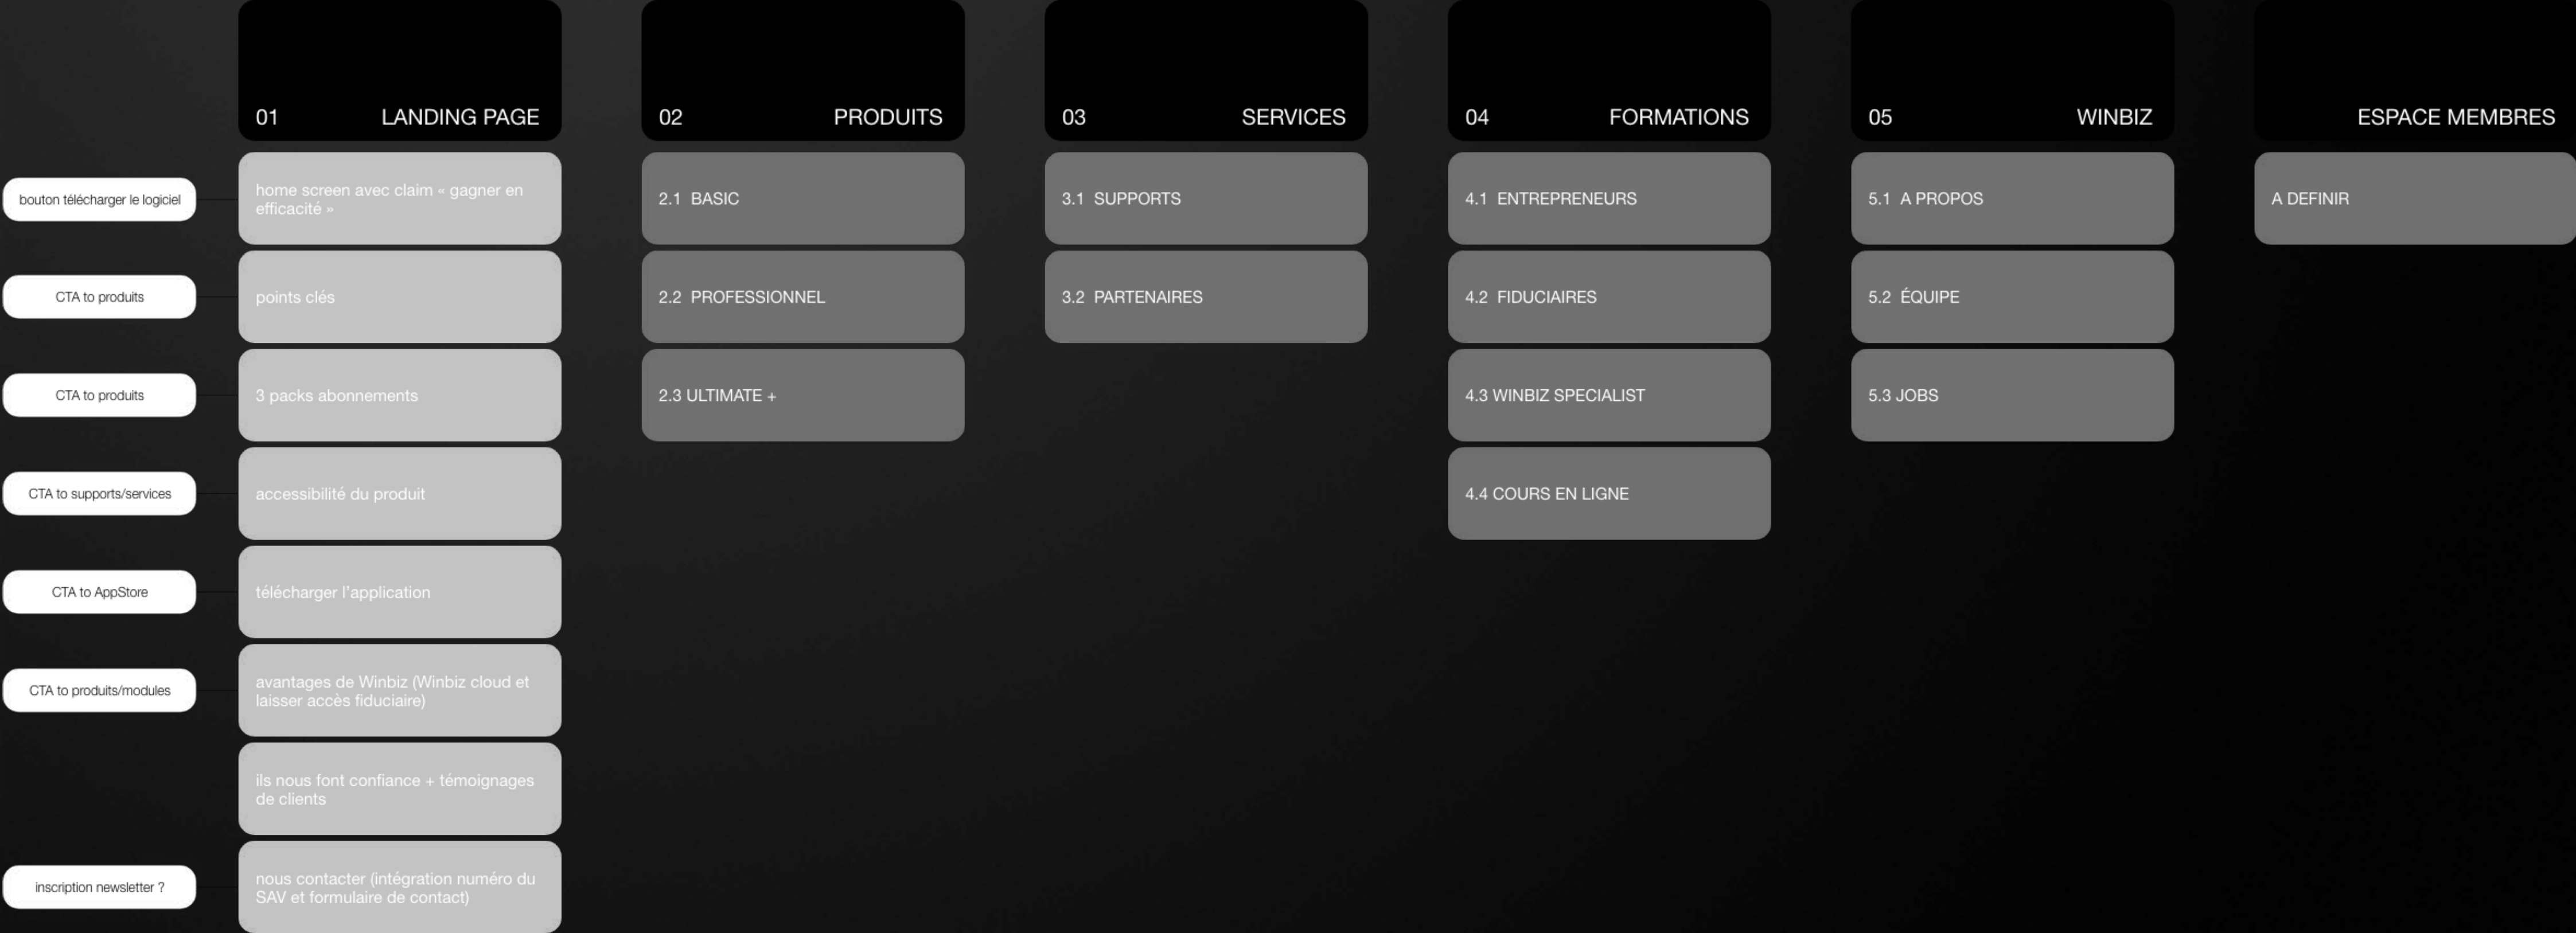 01 LANDING PAGE
02 PRODUITS
03 SERVICES
04 FORMATIONS
05 WINBIZ
ESPACE MEMBRES
bouton télécharger le logiciel
home screen avec claim « gagner en
efficacité »
2.1 BASIC
3.1 SUPPORTS
4.1 ENTREPRENEURS
5.1 A PROPOS
A DEFINIR
CTA to produits
points clés
2.2 PROFESSIONNEL
3.2 PARTENAIRES
4.2 FIDUCIAIRES
5.2 ÉQUIPE
CTA to produits
3 packs abonnements
2.3 ULTIMATE +
4.3 WINBIZ SPECIALIST
5.3 JOBS
CTA to supports/services
accessibilité du produit
4.4 COURS EN LIGNE
CTA to AppStore
télécharger l'application
CTA to produits/modules
avantages de Winbiz (Winbiz cloud et
laisser accès fiduciaire)
ils nous font confiance + témoignages
de clients
inscription newsletter ?
nous contacter (intégration numéro du
SAV et formulaire de contact)